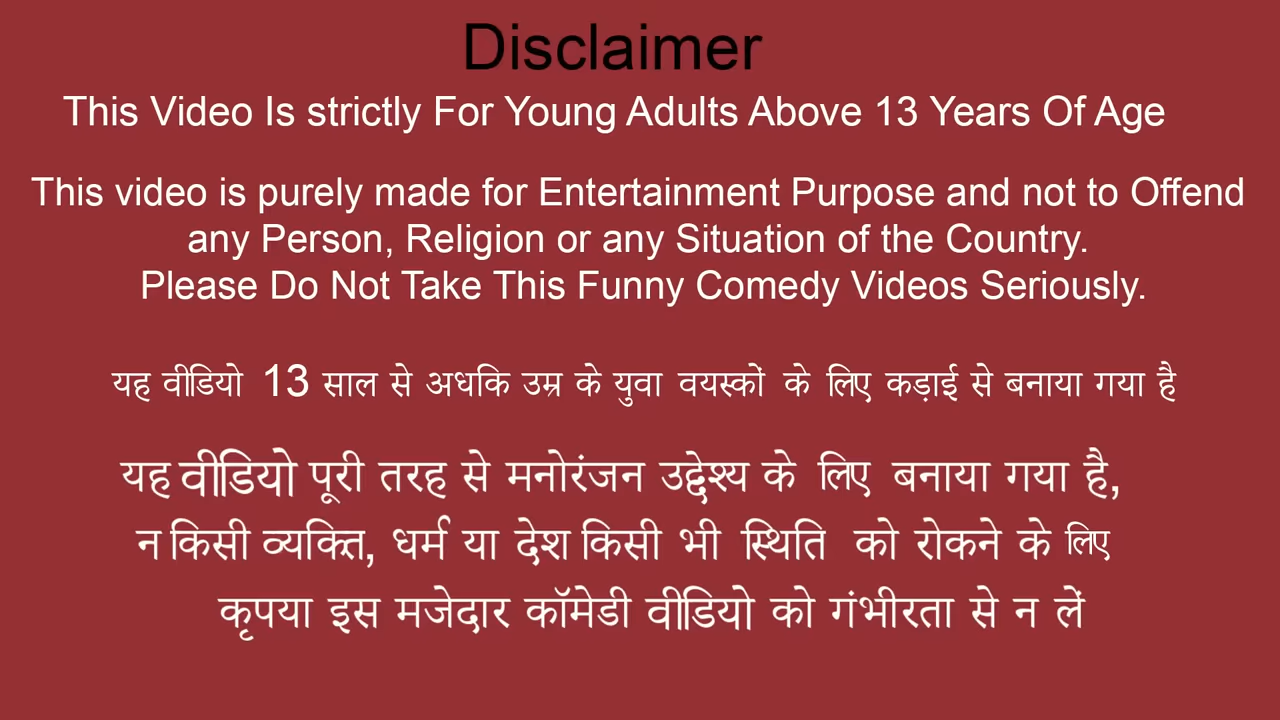 Disclaimer
This Video Is strictly For Young Adults Above 13 Years Of Age
This video is purely made for Entertainment Purpose and not to Offend
any Person, Religion or any Situation of the Country.
Please Do Not Take This Funny Comedy Videos Seriously.
यह वीडियो 13 साल से अधकि उम्र के युवा वयस्कों के लिए कड़ाई से बनाया गया है
यह वीडियो पूरी तरह से मनोरंजन उद्देश्य के लिए बनाया गया है,
न किसी व्यक्ति, धर्म या देश किसी भी स्थिति को रोकने के लिए
कृपया इस मजेदार कॉमेडी वीडियो को गंभीरता से न लें